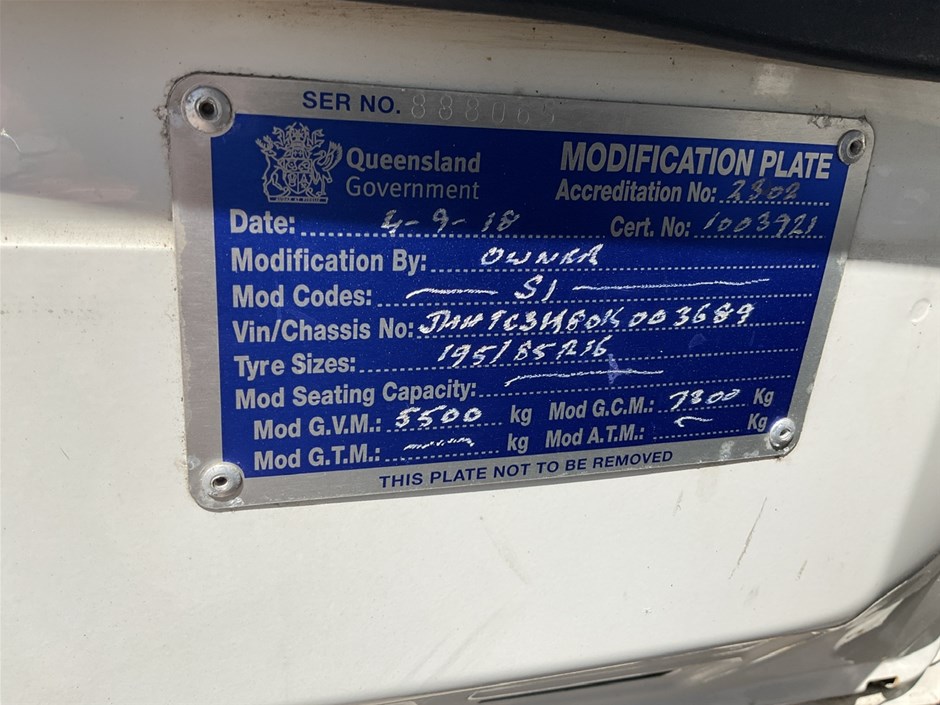 SER NO. 888065
Queensland
Government
MODIFICATION PLATE
Accreditation No: 2302
Date: 4-9-18
Cert. No: 1003921
Modification By: OWNER
Mod Codes: S1
Vin/Chassis No:
Tyre Sizes: 195/85R16
Mod Seating Capacity:
Mod G.V.M.: 5500 kg
Mod G.C.M.: 7300 Kg
Mod G.T.M.: kg
Mod A.T.M.: Kg
THIS PLATE NOT TO BE REMOVED